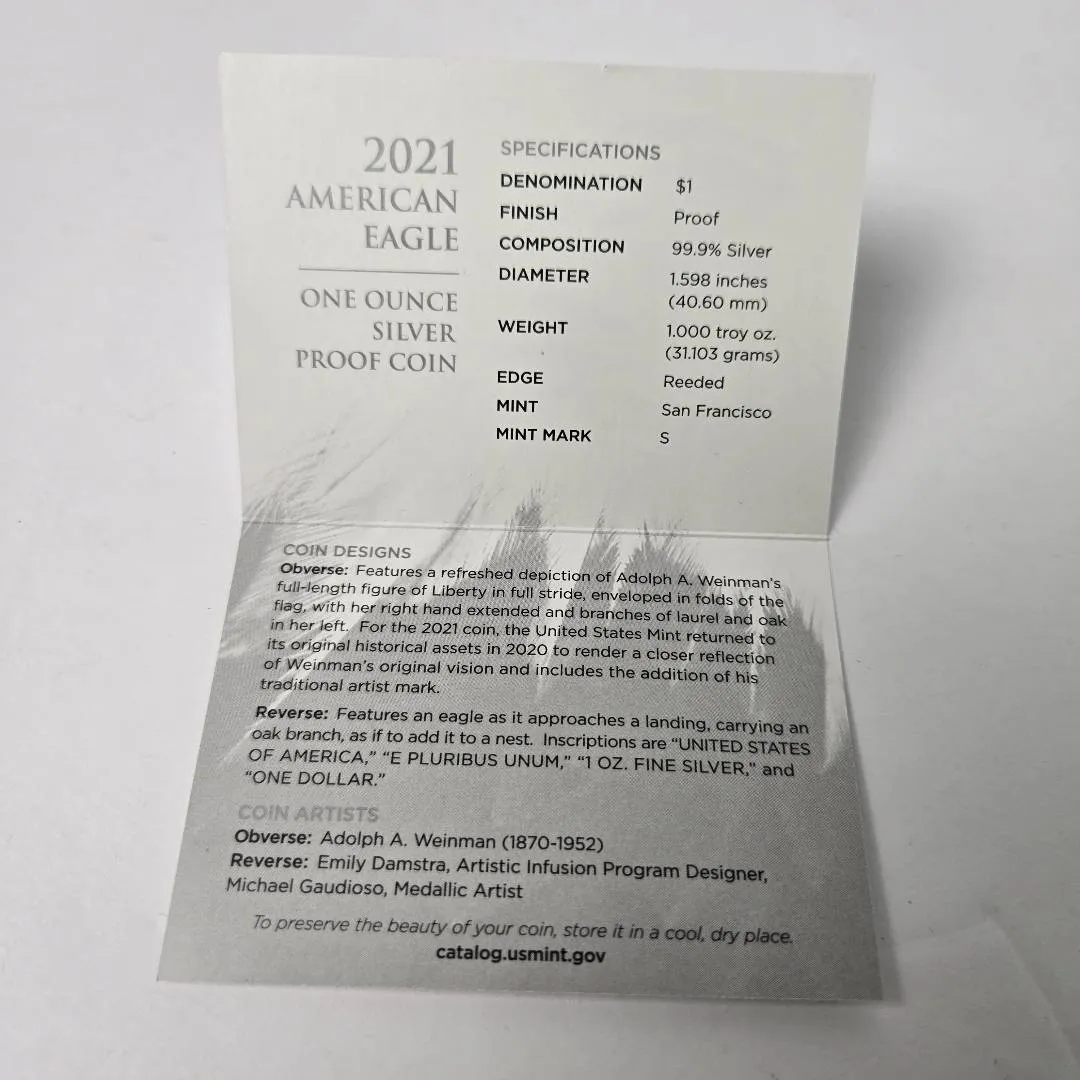 2021
AMERICAN
EAGLE
ONE OUNCE
SILVER
PROOF COIN
SPECIFICATIONS
DENOMINATION $1
FINISH Proof
COMPOSITION 99.9% Silver
DIAMETER 1.598 inches
(40.60 mm)
WEIGHT 1.000 troy oz.
(31.103 grams)
EDGE Reeded
MINT San Francisco
MINT MARK S
COIN DESIGNS
Obverse: Features a refreshed depiction of Adolph A. Weinman's
full-length figure of Liberty in full stride, enveloped in folds of the
flag, with her right hand extended and branches of laurel and oak
in her left. For the 2021 coin, the United States Mint returned to
its original historical assets in 2020 to render a closer reflection
of Weinman's original vision and includes the addition of his
traditional artist mark.
Reverse: Features an eagle as it approaches a landing, carrying an
oak branch, as if to add it to a nest. Inscriptions are “UNITED STATES
OF AMERICA,” “E PLURIBUS UNUM,” “1 OZ. FINE SILVER,” and
“ONE DOLLAR.”
COIN ARTISTS
Obverse: Adolph A. Weinman (1870-1952)
Reverse: Emily Damstra, Artistic Infusion Program Designer,
Michael Gaudioso, Medallic Artist
To preserve the beauty of your coin, store it in a cool, dry place.
catalog.usmint.gov